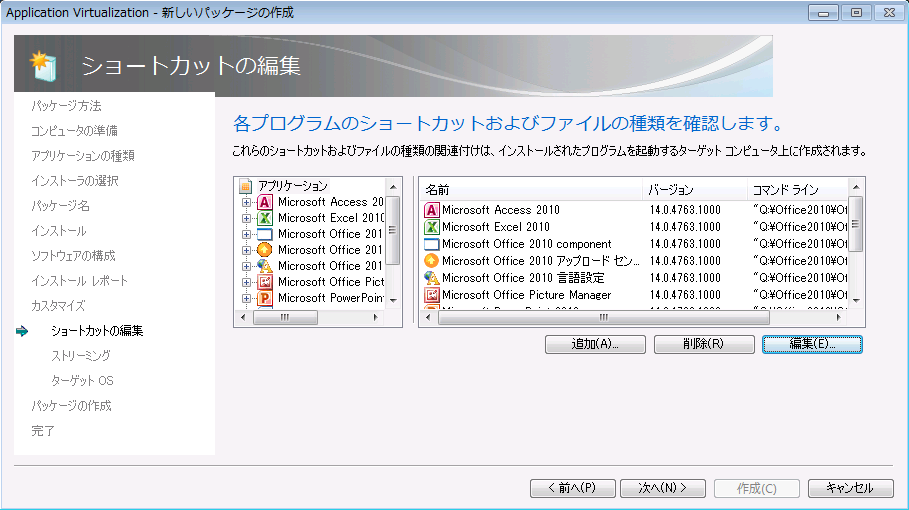 Application Virtualization - 新しいパッケージの作成
ショートカットの編集
パッケージ方法
コンピュータの準備
アプリケーションの種類
インストーラの選択
パッケージ名
インストール
ソフトウェアの構成
インストール レポート
カスタマイズ
ショートカットの編集
ストリーミング
ターゲット OS
パッケージの作成
完了
各プログラムのショートカットおよびファイルの種類を確認します。
これらのショートカットおよびファイルの種類の関連付けは、インストールされたプログラムを起動するターゲット コンピュータ上に作成されます。
アプリケーション
Microsoft Access 20
Microsoft Excel 2010
Microsoft Office 201
Microsoft Office 201
Microsoft Office 201
Microsoft Office Pict
Microsoft PowerPoin
名前 バージョン コマンド ライン
Microsoft Access 2010 14.0.4763.1000 "Q:¥Office2010¥Of
Microsoft Excel 2010 14.0.4763.1000 "Q:¥Office2010¥Of
Microsoft Office 2010 component 14.0.4763.1000 "Q:¥Office2010¥Of
Microsoft Office 2010 アップロード セン... 14.0.4763.1000 "Q:¥Office2010¥Of
Microsoft Office 2010 言語設定 14.0.4763.1000 "Q:¥Office2010¥Of
Microsoft Office Picture Manager 14.0.4763.1000 "Q:¥Office2010¥Of
追加(A)... 削除(R) 編集(E)...
< 前へ(P) 次へ(N) > 作成(C) キャンセル